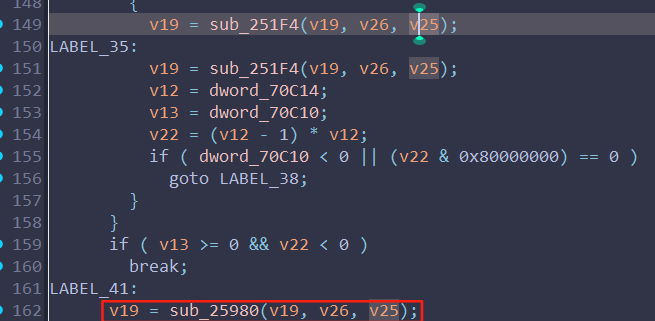 148 {
149 v19 = sub_251F4(v19, v26, v25);
150 LABEL_35:
151 v19 = sub_251F4(v19, v26, v25);
152 v12 = dword_70C14;
153 v13 = dword_70C10;
154 v22 = (v12 - 1) * v12;
155 if ( dword_70C10 < 0 || (v22 & 0x80000000) == 0 )
156 goto LABEL_38;
157 }
158 }
159 if ( v13 >= 0 && v22 < 0 )
160 break;
161 LABEL_41:
162 v19 = sub_25980(v19, v26, v25);